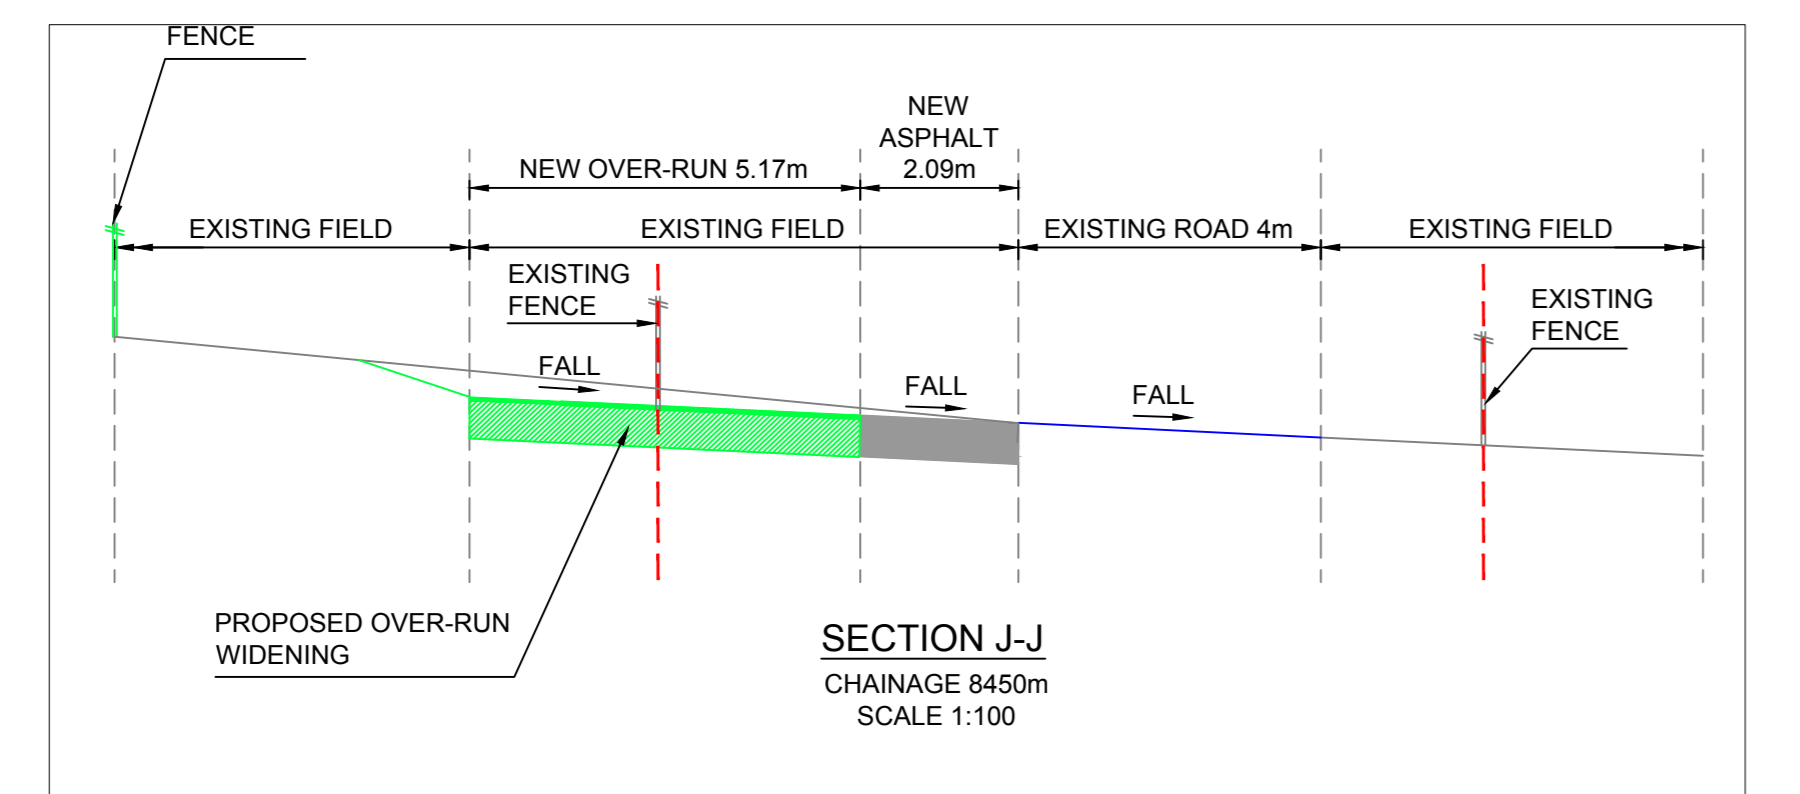 FENCE
NEW
ASPHALT
2.09m
NEW OVER-RUN 5.17m
EXISTING FIELD
EXISTING FIELD
EXISTING ROAD 4m
EXISTING FIELD
EXISTING
FENCE
EXISTING
FENCE
FALL
FALL
FALL
PROPOSED OVER-RUN
WIDENING
SECTION J-J
CHAINAGE 8450m
SCALE 1:100